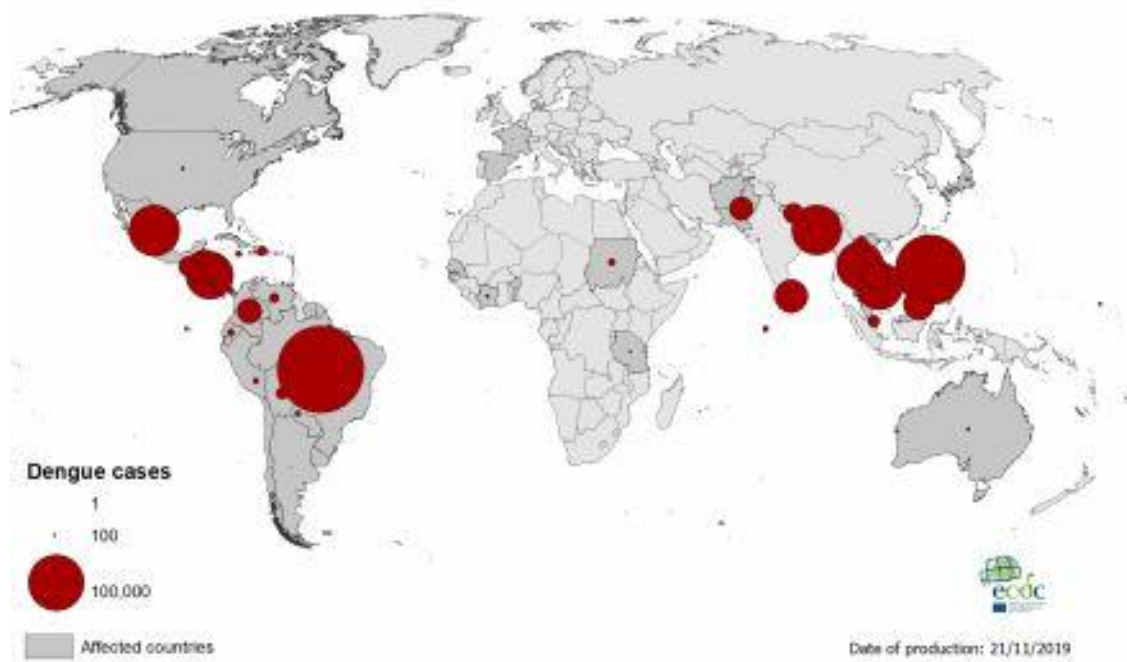 Dengue cases
1
100
100,000
Affected countries
ecdc
Date of production: 21/11/2019